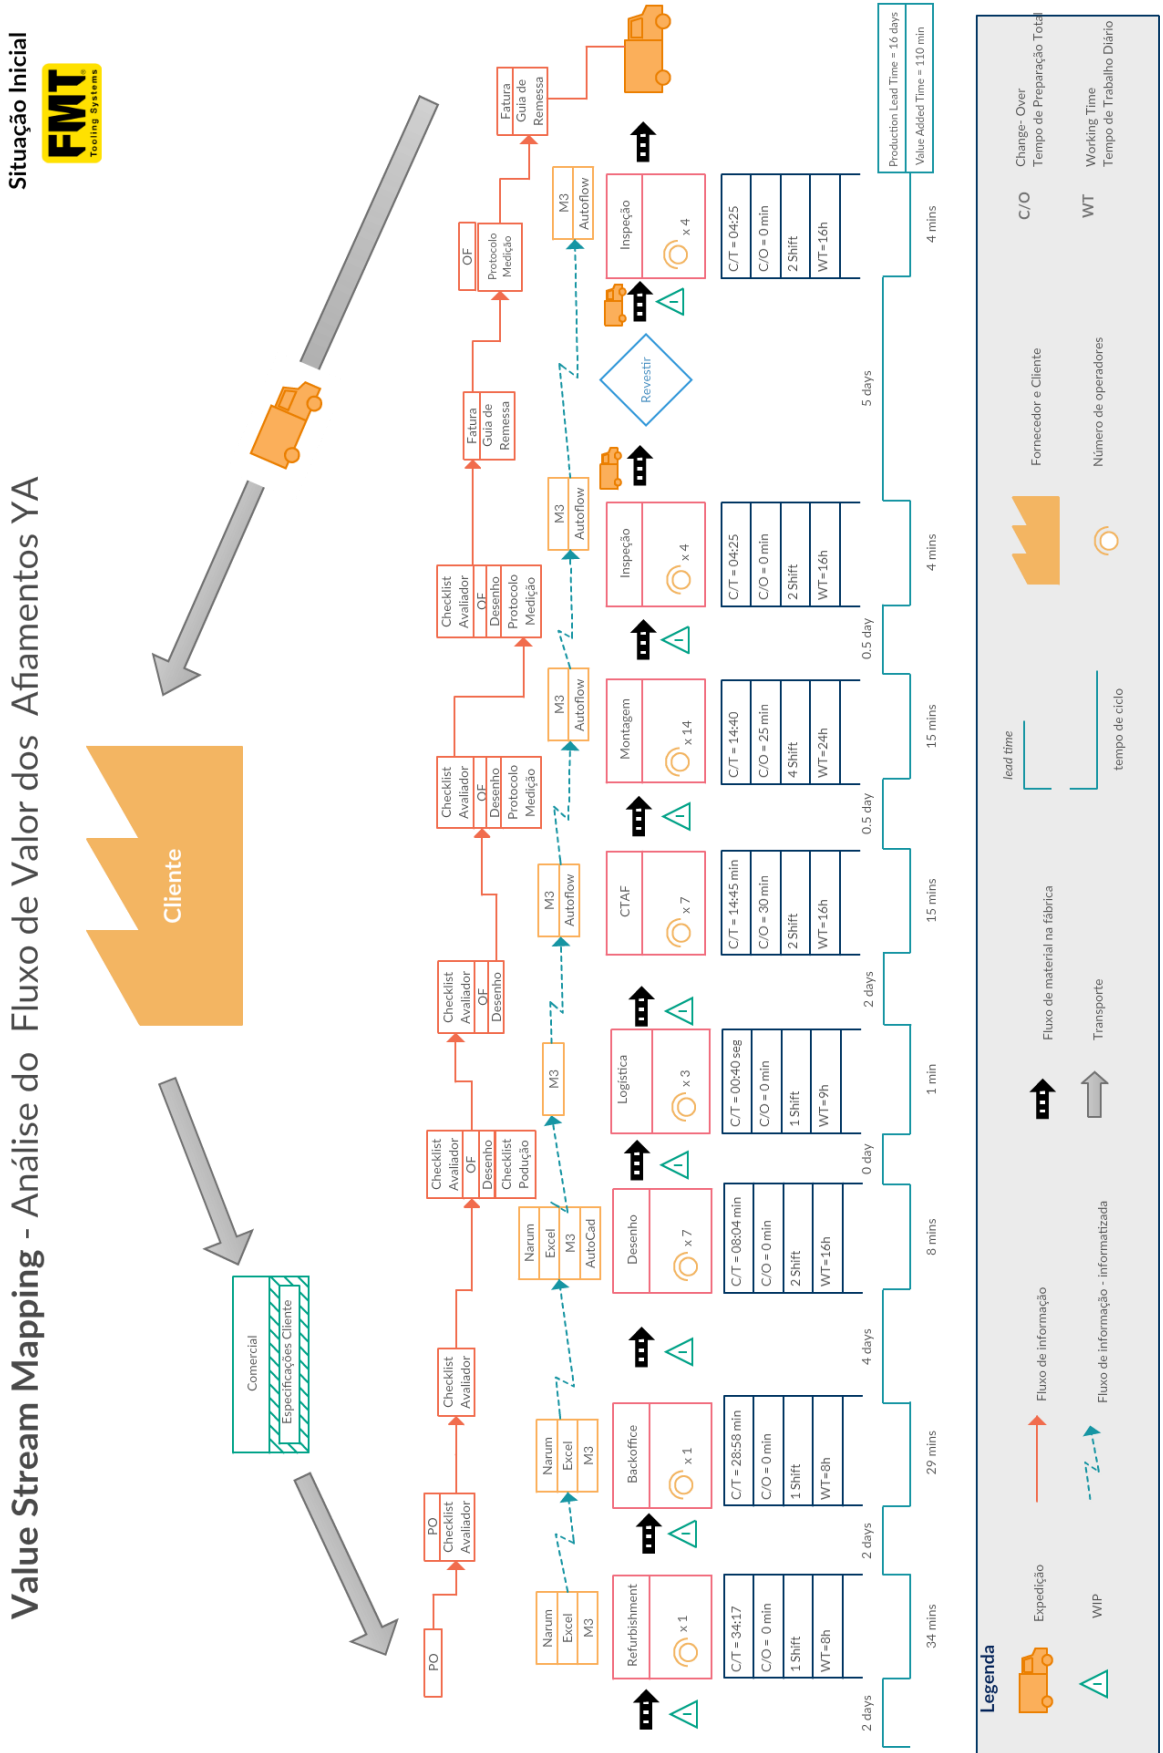 Value Stream Mapping - Análise do Fluxo de Valor dos Afiamentos YA
Situação Inicial
FMT
Tooling Systems
Cliente
Comercial
Especificações Cliente
PO
PO
Checklist
Avaliador
Checklist
Avaliador
Checklist
Avaliador
OF
Desenho
Checklist
Podução
Checklist
Avaliador
OF
Desenho
Checklist
Avaliador
OF
Desenho
Protocolo
Medição
Checklist
Avaliador
OF
Desenho
Protocolo
Medição
Fatura
Guia de
Remessa
OF
Protocolo
Medição
Fatura
Guia de
Remessa
Narum
Excel
M3
Narum
Excel
M3
Narum
Excel
M3
AutoCad
M3
M3
Autoflow
M3
Autoflow
M3
Autoflow
M3
Autoflow
Refurbishment
x 1
Backoffice
x 1
Desenho
x 7
Logística
x 3
CTAF
x 7
Montagem
x 14
Inspeção
x 4
Revestir
Inspeção
x 4
C/T = 34:17
C/O = 0 min
1 Shift
WT=8h
C/T = 28:58 min
C/O = 0 min
1 Shift
WT=8h
C/T = 08:04 min
C/O = 0 min
2 Shift
WT=16h
C/T = 00:40 seg
C/O = 0 min
1 Shift
WT=9h
C/T = 14:45 min
C/O = 30 min
2 Shift
WT=16h
C/T = 14:40
C/O = 25 min
4 Shift
WT=24h
C/T = 04:25
C/O = 0 min
2 Shift
WT=16h
C/T = 04:25
C/O = 0 min
2 Shift
WT=16h
2 days
34 mins
2 days
29 mins
4 days
8 mins
0 day
1 min
2 days
15 mins
0.5 day
15 mins
0.5 day
4 mins
5 days
4 mins
Production Lead Time = 16 days
Value Added Time = 110 min
Legenda
Expedição
WIP
Fluxo de informação
Fluxo de informação - informatizada
Fluxo de material na fábrica
Transporte
lead time
tempo de ciclo
Fornecedor e Cliente
Número de operadores
C/O
Change- Over
Tempo de Preparação Total
WT
Working Time
Tempo de Trabalho Diário